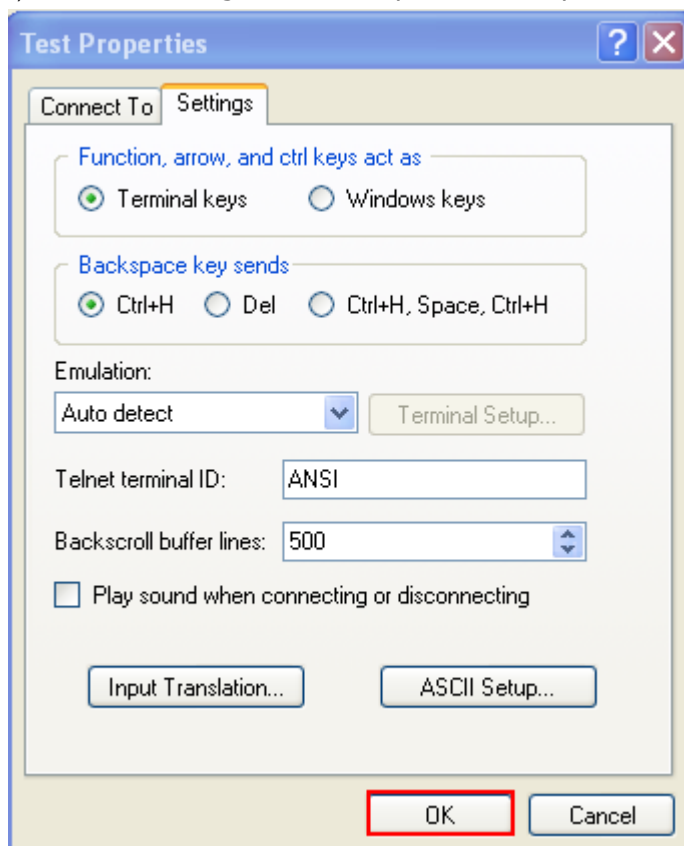 Test Properties
Connect To Settings
Function, arrow, and ctrl keys act as
Terminal keys Windows keys
Backspace key sends
Ctrl+H Del Ctrl+H, Space, Ctrl+H
Emulation:
Auto detect Terminal Setup...
Telnet terminal ID: ANSI
Backscroll buffer lines: 500
Play sound when connecting or disconnecting
Input Translation... ASCII Setup...
OK Cancel